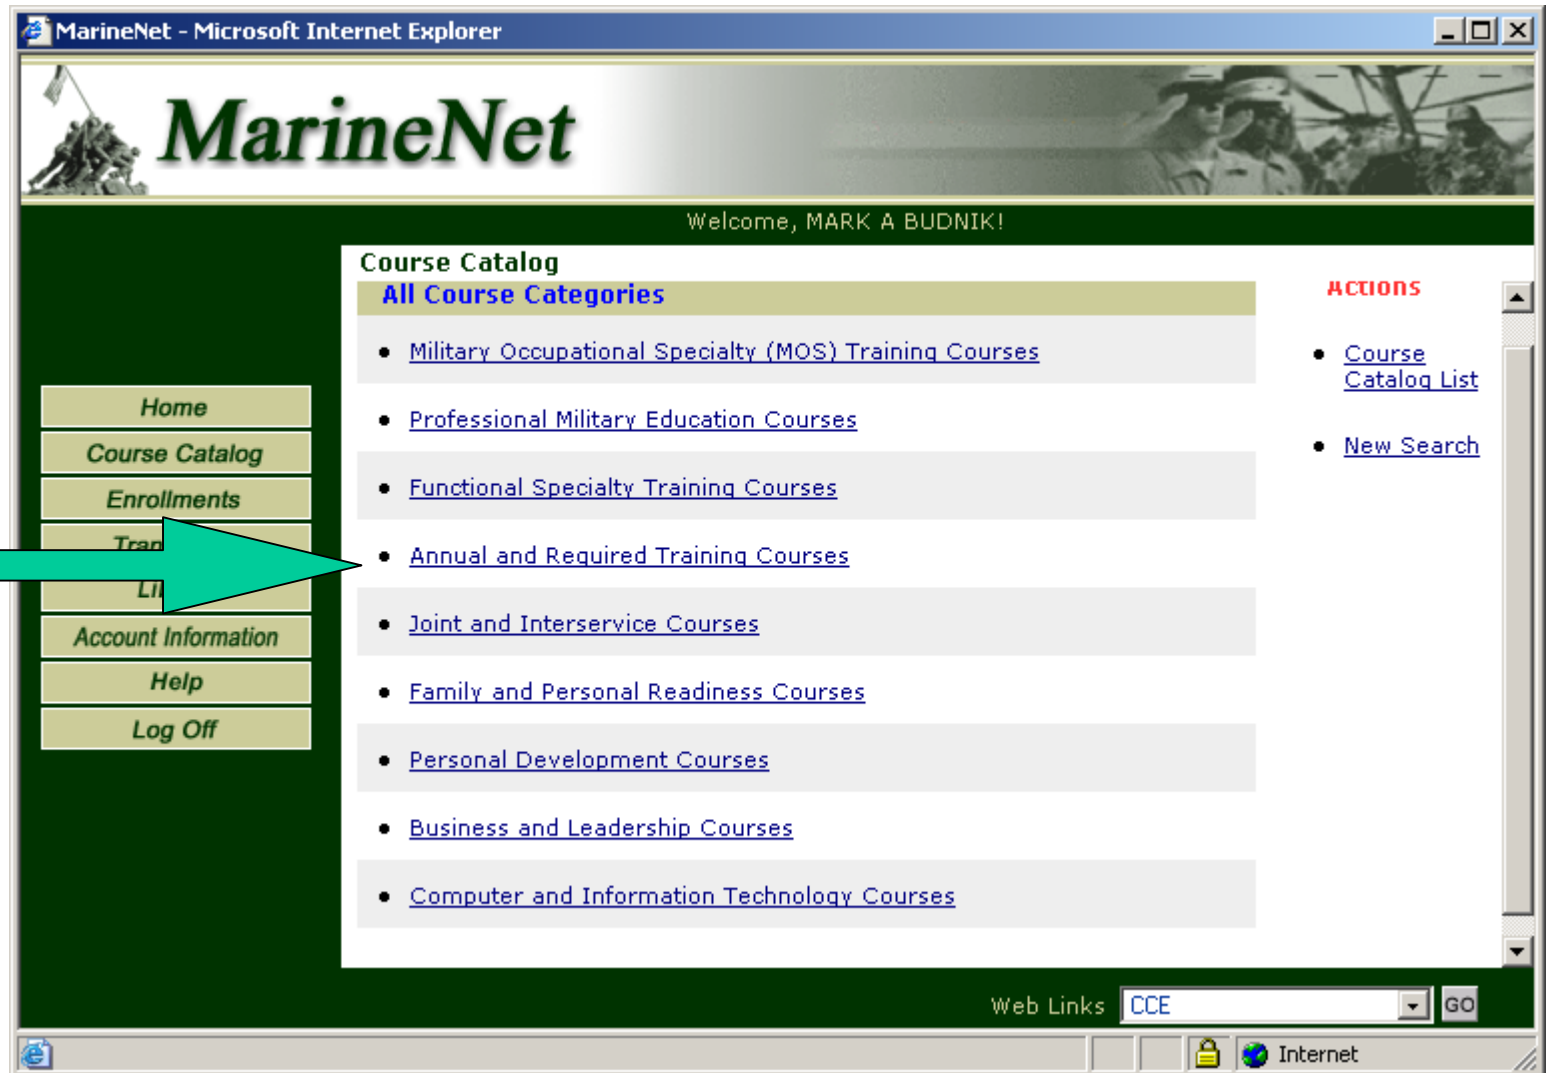 MarineNet - Microsoft Internet Explorer
MarineNet
Welcome, MARK A BUDNIK!
Home
Course Catalog
Enrollments
Account Information
Help
Log Off
Course Catalog
All Course Categories
Military Occupational Specialty (MOS) Training Courses
Professional Military Education Courses
Functional Specialty Training Courses
Annual and Required Training Courses
Joint and Interservice Courses
Family and Personal Readiness Courses
Personal Development Courses
Business and Leadership Courses
Computer and Information Technology Courses
Actions
Course
Catalog List
New Search
Web Links CCE GO
Internet